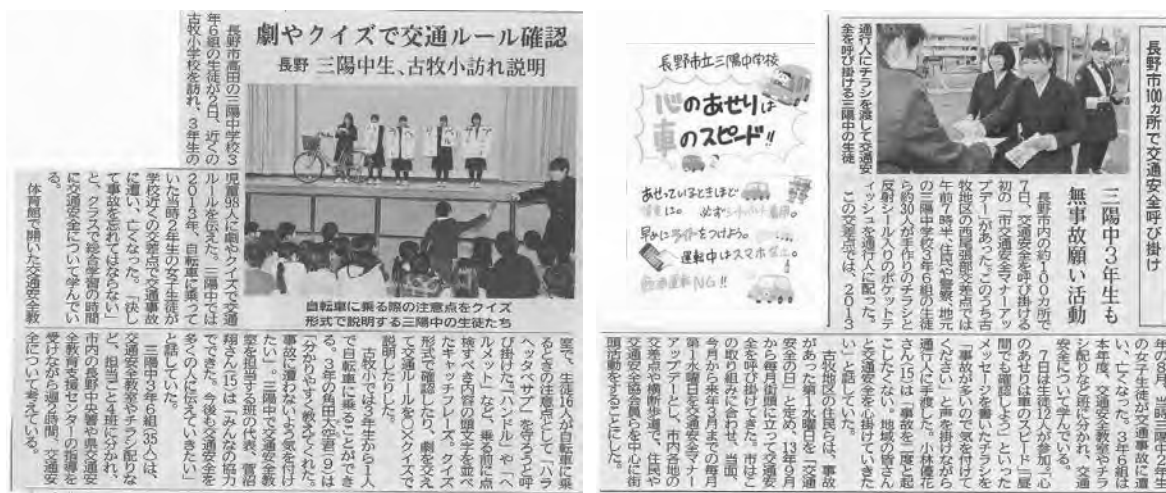 劇やクイズで交通ルール確認
長野 三陽中生、古牧小訪れ説明
長野市高田の三陽中学校3
年6組の生徒が2日、近くの
古牧小学校を訪れ、3年生の
児童98人に劇やクイズで交通
ルールを伝えた。三陽中では
2013年、自転車に乗って
いた当時2年生の女子生徒が
学校近くの交差点で交通事故
に遭い、亡くなった。「決し
て事故を忘れてはならない」
と、クラスで総合学習の時間
に交通安全について学んでい
る。
体育館で開いた交通安全教
自転車に乗る際の注意点をクイズ
形式で説明する三陽中の生徒たち
室で、生徒16人が自転車に乗
るときの注意点として「ハラ
ヘッタベサブ」を守ろうと呼
び掛けた。「ハンドル」や「ヘ
ルメット」など、乗る前に点
検すべき内容の頭文字を並べ
たキャッチフレーズ。クイズ
形式で確認したり、劇を交え
て交通ルールを○×クイズで
説明したりした。
古牧小では3年生から1人
で自転車に乗ることができ
る。3年の角田大空君(9)は
「分かりやすく教えてくれた。
事故に遭わないよう気を付け
たい」。三陽中で交通安全教
室を担当する班の代表、菅沼
翔さん(15)は「みんなの協力
でできた。今後も交通安全を
多くの人に伝えていきたい」
と話していた。
三陽中3年6組(35人)は、
交通安全教室やチラシ配りな
ど、担当ごと4班に分かれ、
市内の長野中央署や県交通安
全教育支援センターの指導を
受けながら週2時間、交通安
全について考えている。
長野市100カ所で交通安全呼び掛け
三陽中3年生も
無事故願い活動
通行人にチラシを渡して交通安
全を呼び掛ける三陽中の生徒
長野市立三陽中学校
心のあせりは
車のスピード!!
あせっているときほど
早めにライトをつけよう。
運転中はスマホ禁止。
NG!!
長野市内の約100カ所で
7日、交通安全を呼び掛ける
初の「市交通安全マナーアッ
プデー」があった。このうち古
牧地区の西尾張部交差点では
午前7時半、住民や警察、地元
の三陽中学校3年6組の生徒
ら約30人が手作りのチラシと
反射シール入りのポケットテ
ィッシュを通行人に配った。
この交差点では、2013
年の8月、当時三陽中2年生
の女子生徒が交通事故に遭
い、亡くなった。3年6組は
本年度、交通安全教室やチラ
シ配りなど班に分かれ、交通
安全について学んでいる。
7日は生徒12人が参加。「心
のあせりは車のスピード」「昼
間でも確認しよう」といった
メッセージを書いたチラシを
「事故が多いので気を付けて
ください」と声を掛けながら
通行人に手渡した。小林優花
さん(15)は「事故を二度と起
こしたくない。地域の皆さん
と交通安全を心掛けていきた
い」と話していた。
古牧地区の住民らは、事故
があった第1水曜日を「交通
安全の日」と定め、13年9月
から毎月街頭に立って交通安
全を呼び掛けてきた。市はこ
の取り組みに合わせ、当面、
今月から来年3月までの毎月
第1水曜日を交通安全マナー
アップデーとし、市内各地の
交差点や横断歩道で、住民や
交通安全協会員らを中心に街
頭活動をすることにした。